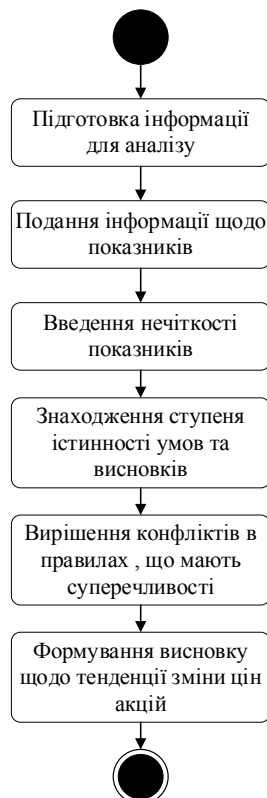 Підготовка інформації
для аналізу
Подання інформації щодо
показників
Введення нечіткості
показників
Знаходження ступеня
істинності умов та
висновків
Вирішення конфліктів в
правилах , що мають
суперечливості
Формування висновку
щодо тенденції зміни цін
акцій